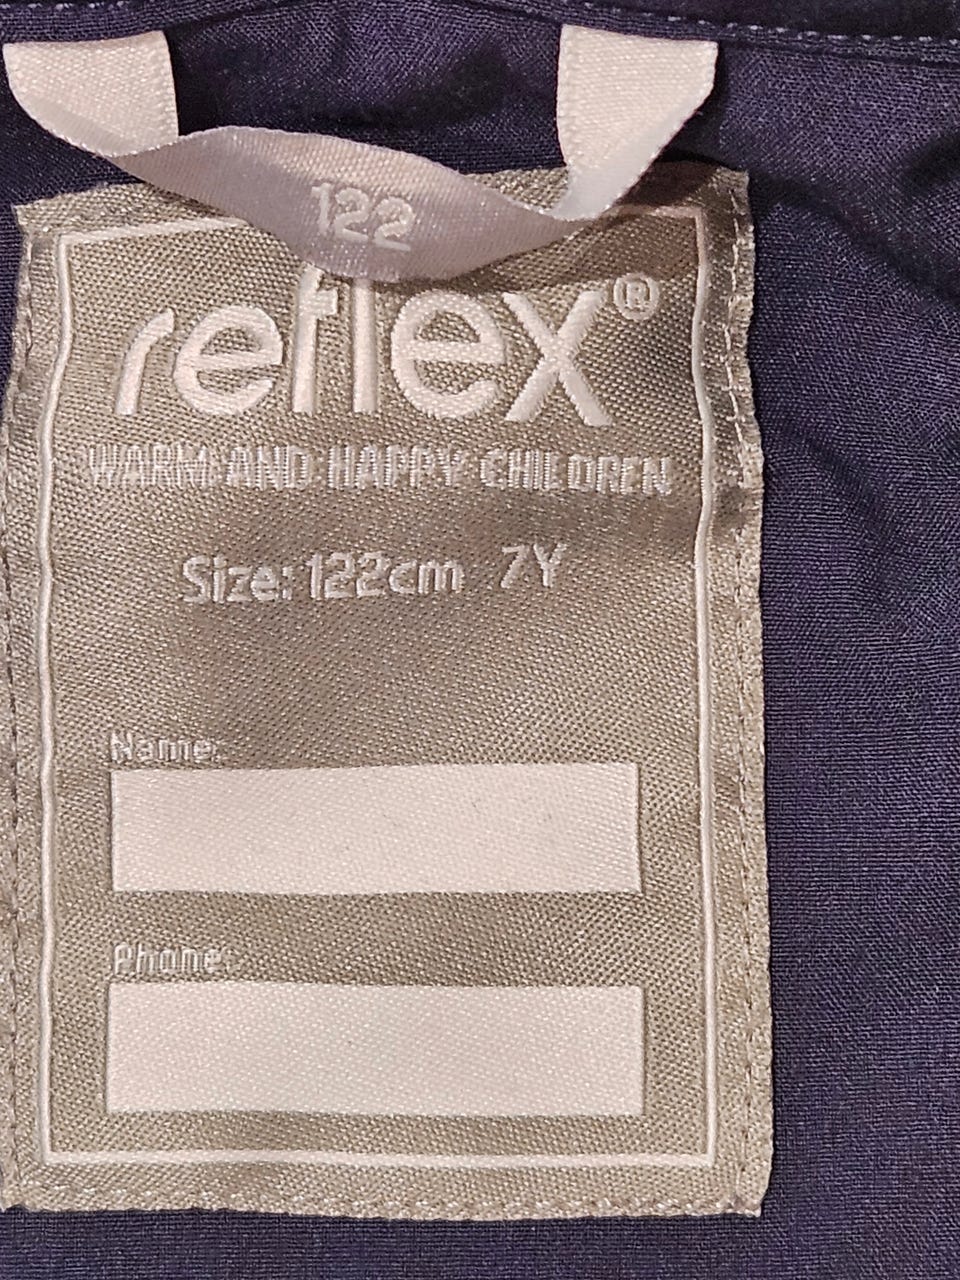 122
reflex®
WARM AND HAPPY CHILDREN
Size: 122cm 7Y
Name:
Phone: